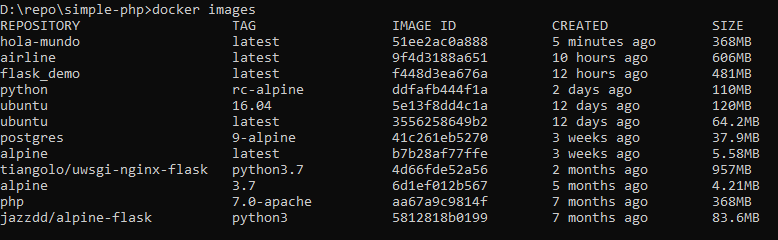 D:\repo\simple-php>docker images
REPOSITORY TAG IMAGE ID CREATED SIZE
hola-mundo latest 51ee2ac0a888 5 minutes ago 368MB
airline latest 9f4d3188a651 10 hours ago 606MB
flask_demo latest f448d3ea676a 12 hours ago 481MB
python rc-alpine ddfafb444f1a 2 days ago 110MB
ubuntu 16.04 5e13f8dd4c1a 12 days ago 120MB
ubuntu latest 3556258649b2 12 days ago 64.2MB
postgres 9-alpine 41c261eb5270 3 weeks ago 37.9MB
alpine latest b7b28af77ffe 3 weeks ago 5.58MB
tiangolo/uwsgi-nginx-flask python3.7 4d66fde52a56 2 months ago 957MB
alpine 3.7 6d1ef012b567 5 months ago 4.21MB
php 7.0-apache aa67a9c9814f 7 months ago 368MB
jazzdd/alpine-flask python3 5812818b0199 7 months ago 83.6MB